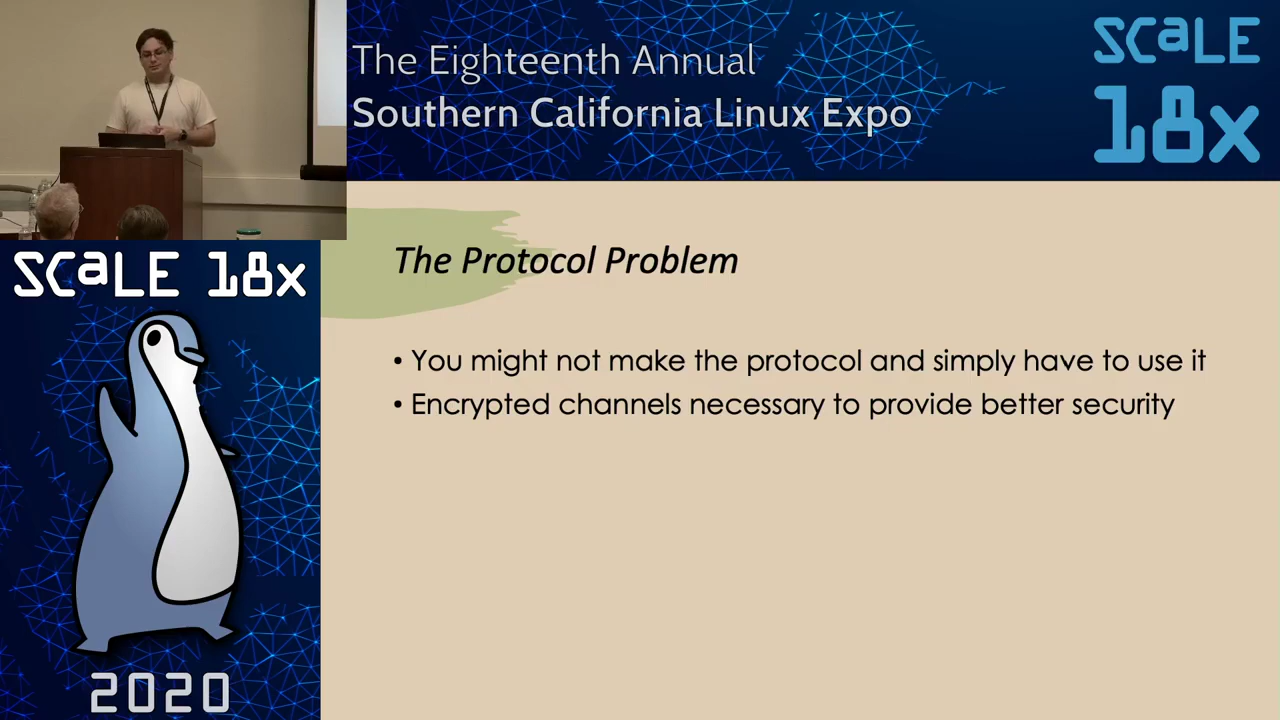 The Eighteenth Annual
Southern California Linux Expo
SCaLE
18x
SCaLE 18x
2020
The Protocol Problem
• You might not make the protocol and simply have to use it
• Encrypted channels necessary to provide better security